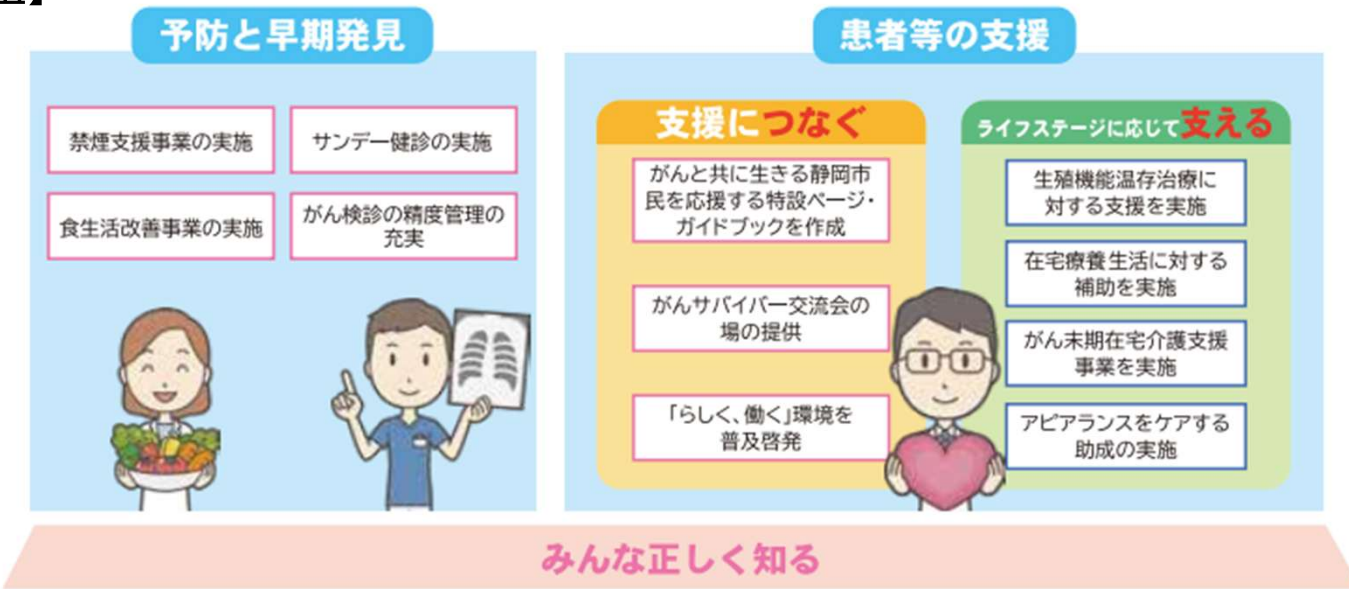 予防と早期発見
禁煙支援事業の実施
サンデー健診の実施
食生活改善事業の実施
がん検診の精度管理の
充実
患者等の支援
支援につなぐ
がんと共に生きる静岡市
民を応援する特設ページ・
ガイドブックを作成
がんサバイバー交流会の
場の提供
「らしく、働く」環境を
普及啓発
ライフステージに応じて支える
生殖機能温存治療に
対する支援を実施
在宅療養生活に対する
補助を実施
がん末期在宅介護支援
事業を実施
アピアランスをケアする
助成の実施
みんな正しく知る